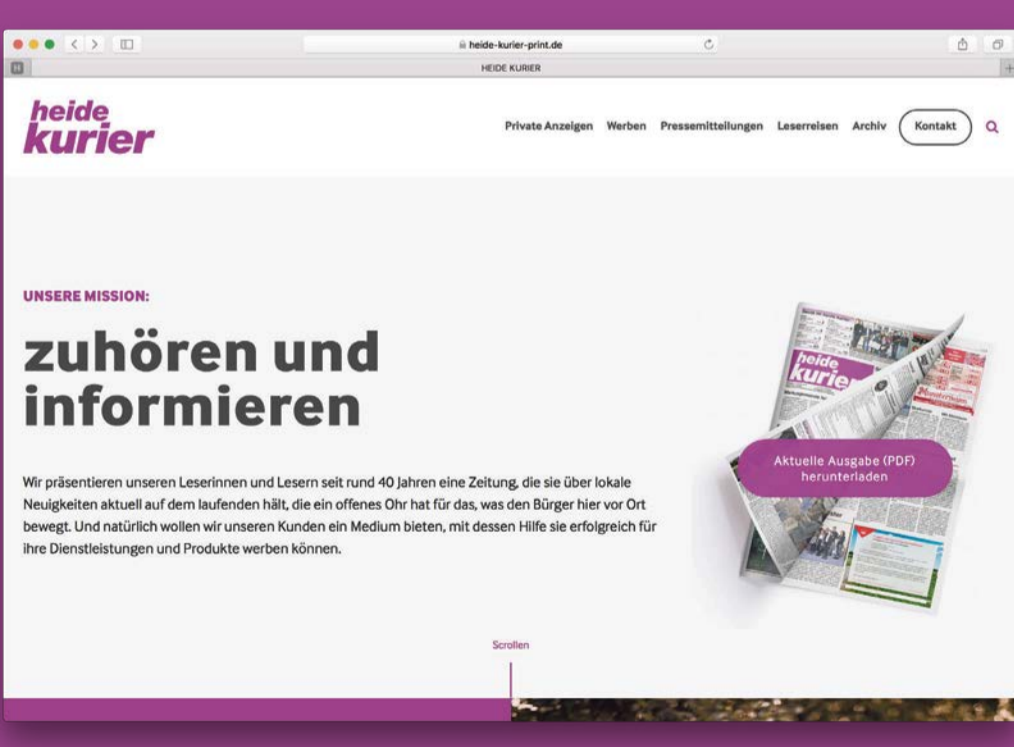 heide-kurier-print.de
H
HEIDE KURIER
+
heide
kurier
Private Anzeigen Werben Pressemitteilungen Leserreisen Archiv Kontakt
UNSERE MISSION:
zuhören und
informieren
Wir präsentieren unseren Leserinnen und Lesern seit rund 40 Jahren eine Zeitung, die sie über lokale
Neuigkeiten aktuell auf dem laufenden hält, die ein offenes Ohr hat für das, was den Bürger hier vor Ort
bewegt. Und natürlich wollen wir unseren Kunden ein Medium bieten, mit dessen Hilfe sie erfolgreich für
ihre Dienstleistungen und Produkte werben können.
heide
kurier
Aktuelle Ausgabe (PDF)
herunterladen
Scrollen